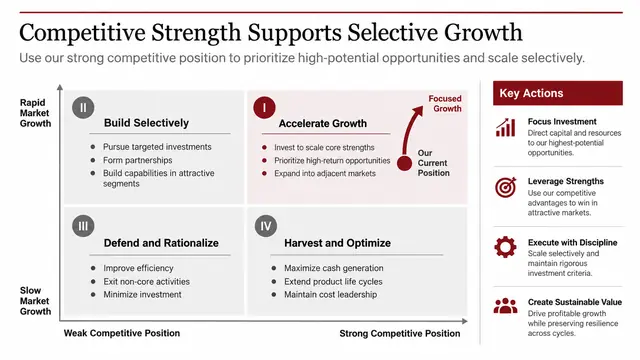 Competitive Strength Supports Selective Growth
Use our strong competitive position to prioritize high-potential opportunities and scale selectively.
Rapid
Market
Growth
II
Build Selectively
Pursue targeted investments
Form partnerships
Build capabilities in attractive
segments
I
Accelerate Growth
Invest to scale core strengths
Prioritize high-return opportunities
Expand into adjacent markets
Focused
Growth
Our
Current
Position
III
Defend and Rationalize
Improve efficiency
Exit non-core activities
Minimize investment
IV
Harvest and Optimize
Maximize cash generation
Extend product life cycles
Maintain cost leadership
Slow
Market
Growth
Weak Competitive Position
Strong Competitive Position
Key Actions
Focus Investment
Direct capital and resources
to our highest-potential
opportunities.
Leverage Strengths
Use our competitive
advantages to win in
attractive markets.
Execute with Discipline
Scale selectively and
maintain rigorous
investment criteria.
Create Sustainable Value
Drive profitable growth
while preserving resilience
across cycles.